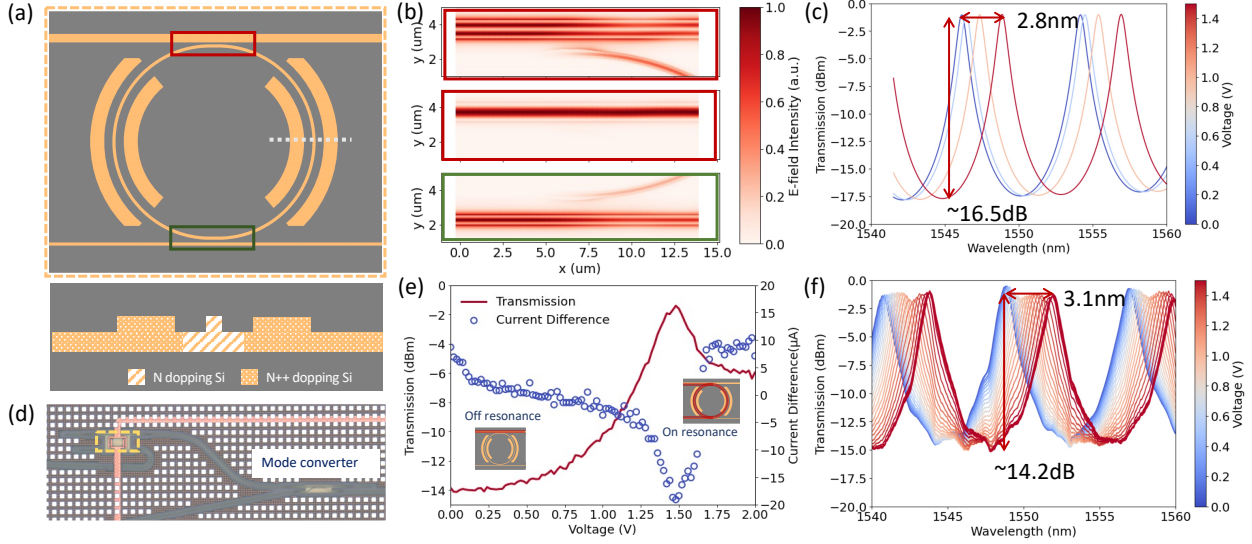 (a)
N doping Si
N++ doping Si
(b)
4
2
y (um)
4
2
y (um)
4
2
y (um)
0.0
2.5
5.0
7.5
10.0
12.5
15.0
x (um)
1.0
0.8
0.6
0.4
0.2
0.0
E-field Intensity (a.u.)
(c)
0.0
−2.5
−5.0
−7.5
−10.0
−12.5
−15.0
−17.5
−20.0
Transmission (dBm)
2.8nm
~16.5dB
1540
1545
1550
1555
1560
Wavelength (nm)
1.4
1.2
1.0
0.8
0.6
0.4
0.2
0.0
Voltage (V)
(d)
Mode converter
(e)
0
−2
−4
−6
−8
−10
−12
−14
Transmission (dBm)
Transmission
Current Difference
Off resonance
On resonance
20
15
10
5
0
−5
−10
−15
−20
Current Difference(μA)
0.00
0.25
0.50
0.75
1.00
1.25
1.50
1.75
2.00
Voltage (V)
(f)
0.0
−2.5
−5.0
−7.5
−10.0
−12.5
−15.0
−17.5
−20.0
Transmission (dBm)
3.1nm
~14.2dB
1540
1545
1550
1555
1560
Wavelength (nm)
1.4
1.2
1.0
0.8
0.6
0.4
0.2
0.0
Voltage (V)